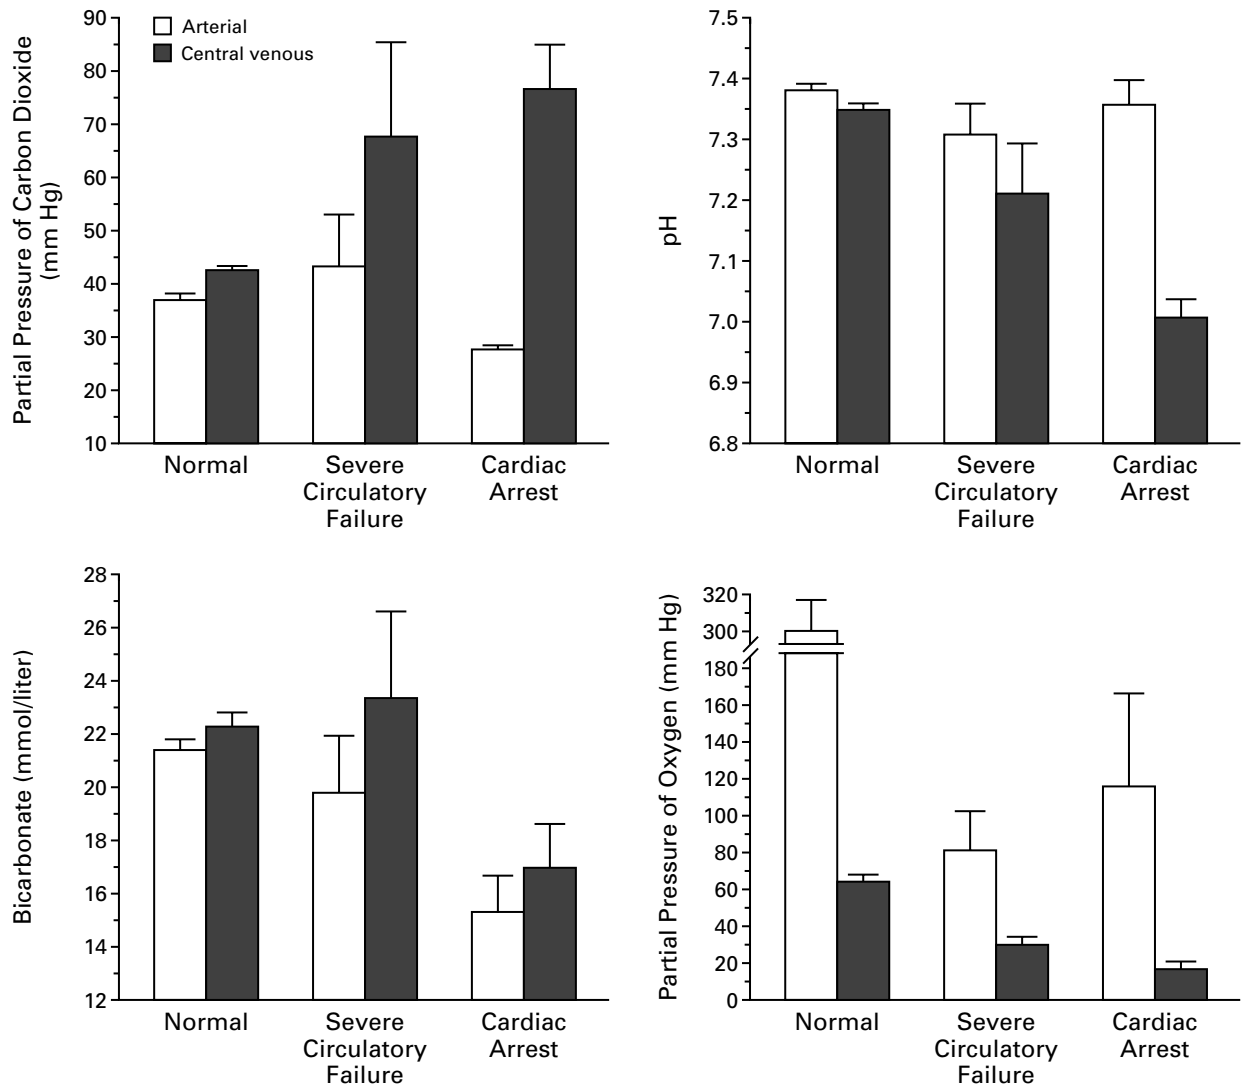 Partial Pressure of Carbon Dioxide
(mm Hg)
90
80
70
60
50
40
30
20
10
Arterial
Central venous
Normal
Severe
Circulatory
Failure
Cardiac
Arrest
pH
7.5
7.4
7.3
7.2
7.1
7.0
6.9
6.8
Normal
Severe
Circulatory
Failure
Cardiac
Arrest
Bicarbonate (mmol/liter)
28
26
24
22
20
18
16
14
12
Normal
Severe
Circulatory
Failure
Cardiac
Arrest
Partial Pressure of Oxygen (mm Hg)
320
300
180
160
140
120
100
80
60
40
20
0
Normal
Severe
Circulatory
Failure
Cardiac
Arrest